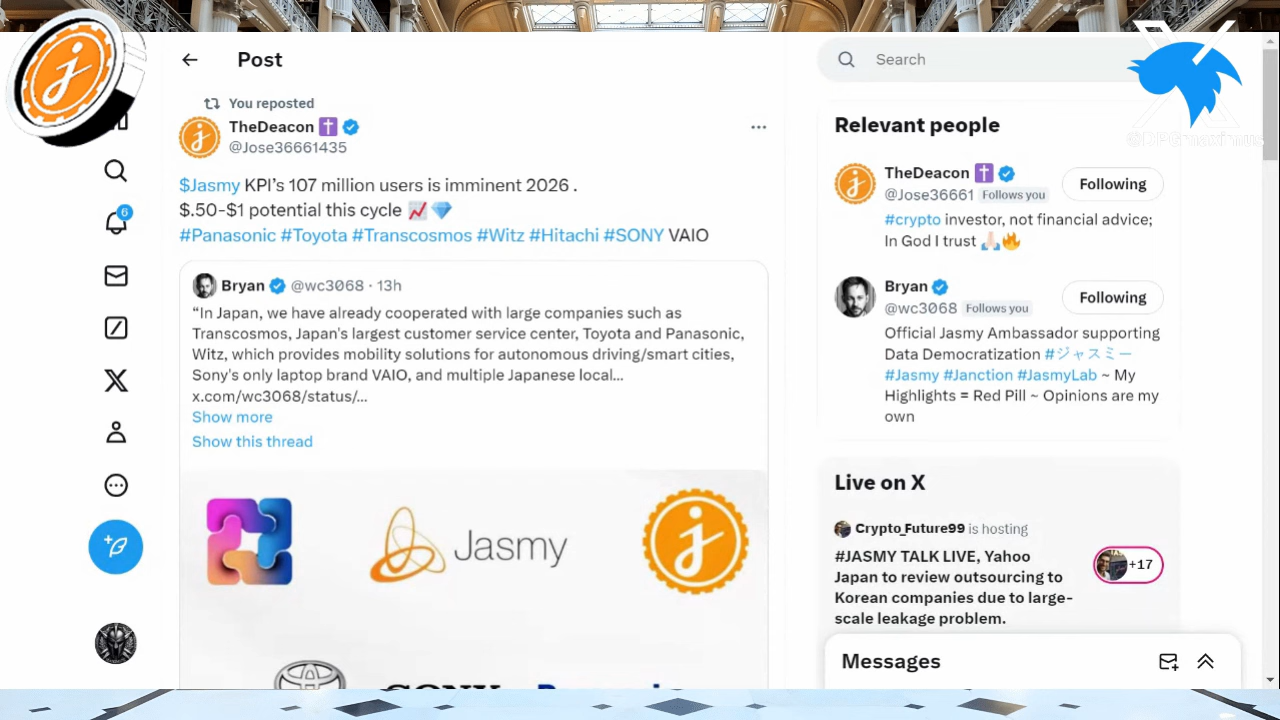 Post
Search
@DPGmaximus
You reposted
TheDeacon
@Jose36661435
$Jasmy KPI's 107 million users is imminent 2026 .
$.50-$1 potential this cycle
#Panasonic #Toyota #Transcosmos #Witz #Hitachi #SONY VAIO
Bryan @wc3068 · 13h
“In Japan, we have already cooperated with large companies such as
Transcosmos, Japan's largest customer service center, Toyota and Panasonic,
Witz, which provides mobility solutions for autonomous driving/smart cities,
Sony's only laptop brand VAIO, and multiple Japanese local...
x.com/wc3068/status/...
Show more
Show this thread
Jasmy
6
Relevant people
TheDeacon
@Jose36661 Follows you
Following
#crypto investor, not financial advice;
In God I trust
Bryan
@wc3068 Follows you
Following
Official Jasmy Ambassador supporting
Data Democratization #ジャスミー
#Jasmy #Janction #JasmyLab ~ My
Highlights = Red Pill ~ Opinions are my
own
Live on X
Crypto_Future99 is hosting
#JASMY TALK LIVE, Yahoo
Japan to review outsourcing to
Korean companies due to large-
scale leakage problem.
+17
Messages